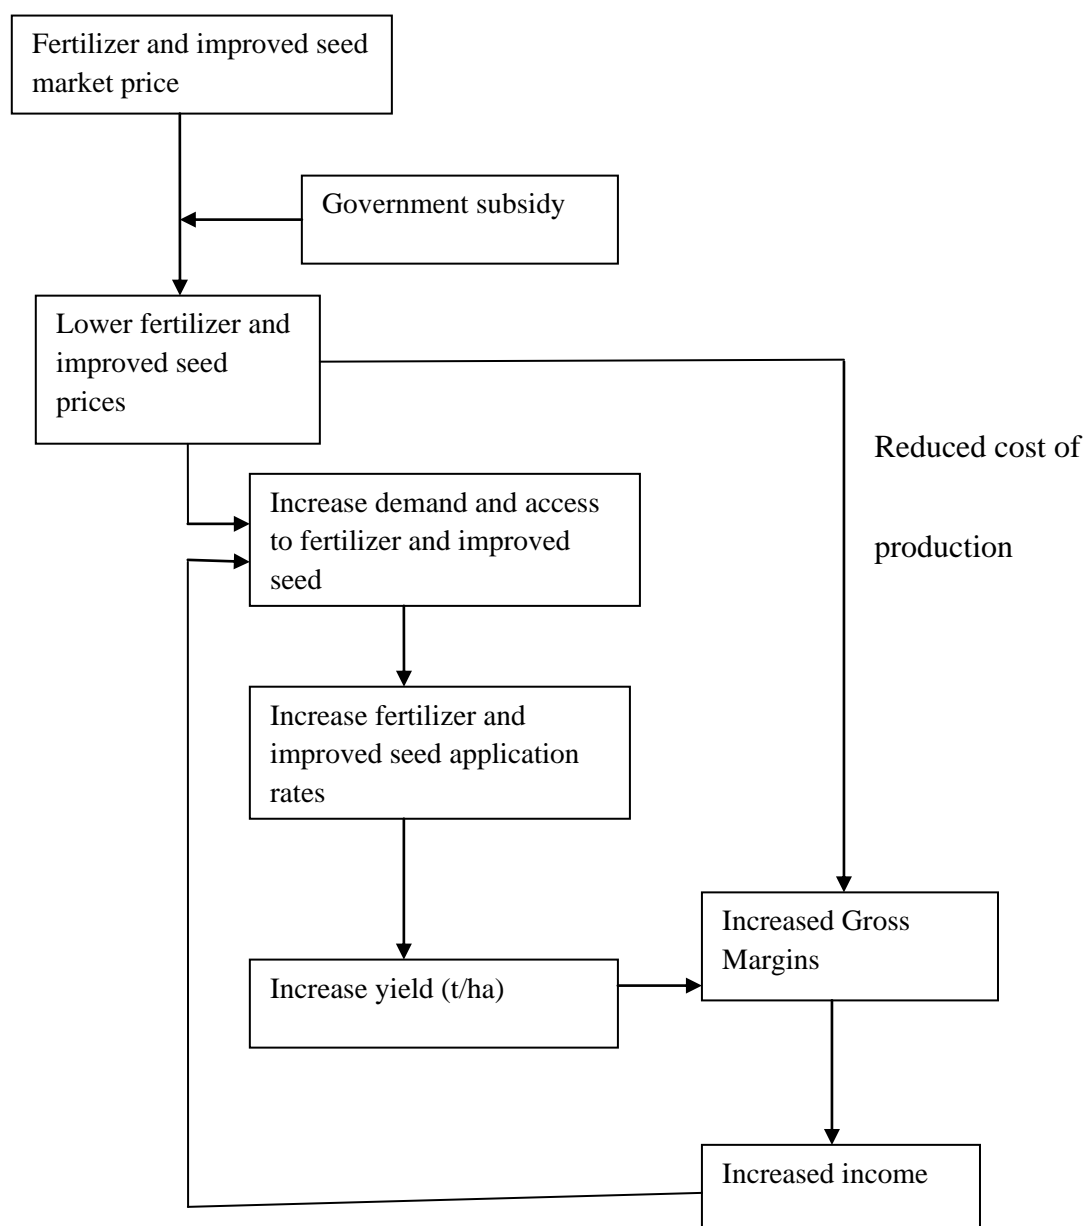 Fertilizer and improved seed
market price
Government subsidy
Lower fertilizer and
improved seed
prices
Reduced cost of
production
Increase demand and access
to fertilizer and improved
seed
Increase fertilizer and
improved seed application
rates
Increased Gross
Margins
Increase yield (t/ha)
Increased income